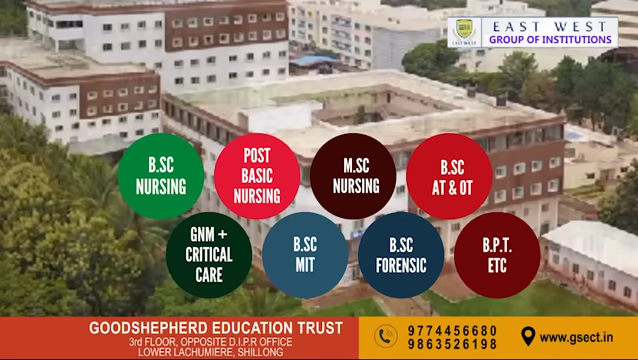 EAST WEST
GROUP OF INSTITUTIONS
EAST WEST
B.SC
NURSING
POST
BASIC
NURSING
M.SC
NURSING
B.SC
AT & OT
GNM +
CRITICAL
CARE
B.SC
MIT
B.SC
FORENSIC
B.P.T.
ETC
GOODSHEPHERD EDUCATION TRUST
3rd FLOOR, OPPOSITE D.I.P.R OFFICE
LOWER LACHUMIERE, SHILLONG
9774456680
9863526198
www.gsect.in